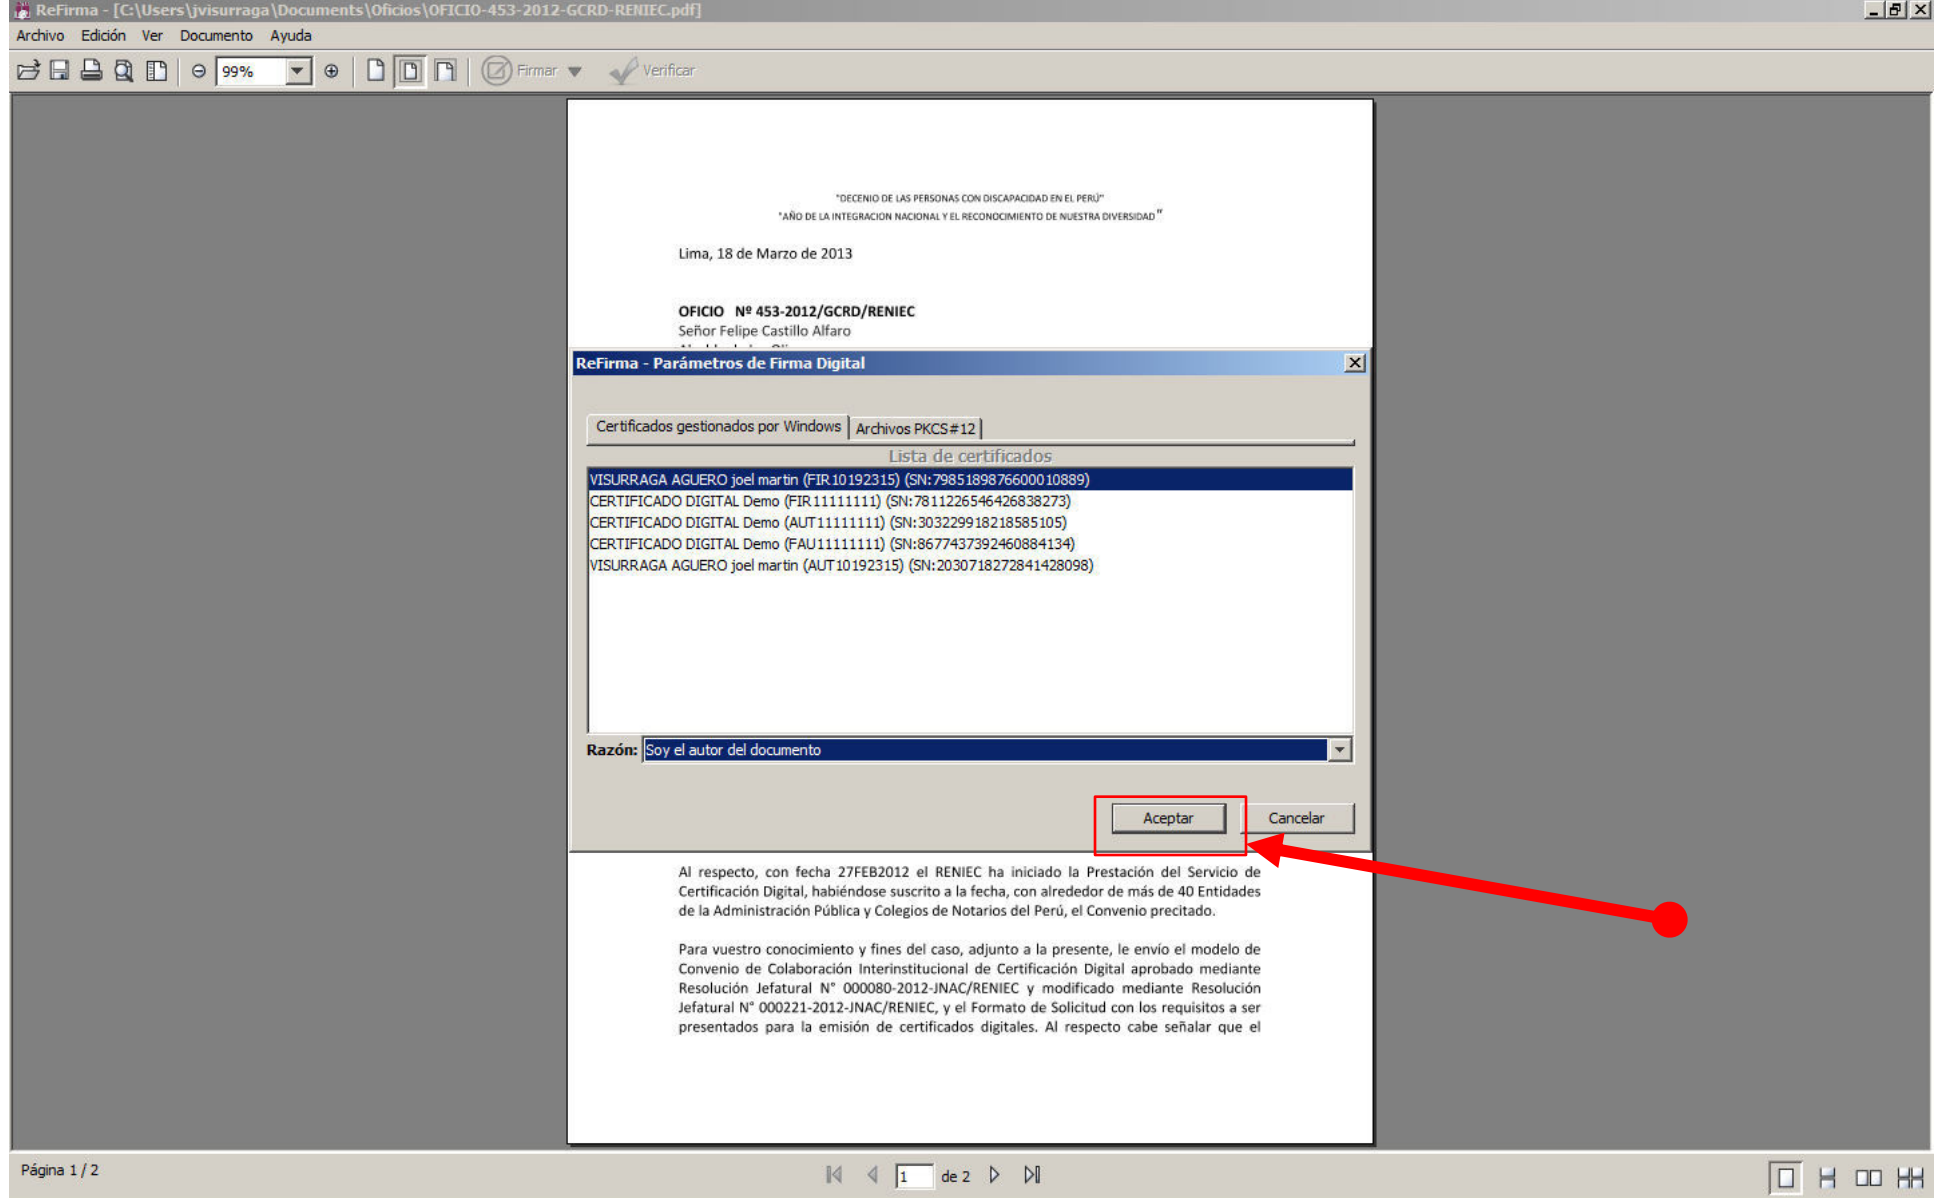 ReFirma - [C:\Users\jvisurraga\Documents\Oficios\OFICIO-453-2012-GCRD-RENIEC.pdf]
Archivo Edición Ver Documento Ayuda
99% Firmar Verificar
"DECENIO DE LAS PERSONAS CON DISCAPACIDAD EN EL PERÚ"
"AÑO DE LA INTEGRACION NACIONAL Y EL RECONOCIMIENTO DE NUESTRA DIVERSIDAD"
Lima, 18 de Marzo de 2013
OFICIO Nº 453-2012/GCRD/RENIEC
Señor Felipe Castillo Alfaro
ReFirma - Parámetros de Firma Digital
Certificados gestionados por Windows Archivos PKCS#12
Lista de certificados
VISURRAGA AGUERO joel martin (FIR10192315) (SN:7985189876600010889)
CERTIFICADO DIGITAL Demo (FIR11111111) (SN:7811226546426838273)
CERTIFICADO DIGITAL Demo (AUT11111111) (SN:303229918218585105)
CERTIFICADO DIGITAL Demo (FAU11111111) (SN:8677437392460884134)
VISURRAGA AGUERO joel martin (AUT10192315) (SN:2030718272841428098)
Razón: Soy el autor del documento
Aceptar Cancelar
Al respecto, con fecha 27FEB2012 el RENIEC ha iniciado la Prestación del Servicio de
Certificación Digital, habiéndose suscrito a la fecha, con alrededor de más de 40 Entidades
de la Administración Pública y Colegios de Notarios del Perú, el Convenio precitado.
Para vuestro conocimiento y fines del caso, adjunto a la presente, le envío el modelo de
Convenio de Colaboración Interinstitucional de Certificación Digital aprobado mediante
Resolución Jefatural N° 000080-2012-JNAC/RENIEC y modificado mediante Resolución
Jefatural N° 000221-2012-JNAC/RENIEC, y el Formato de Solicitud con los requisitos a ser
presentados para la emisión de certificados digitales. Al respecto cabe señalar que el
Página 1 / 2 1 de 2